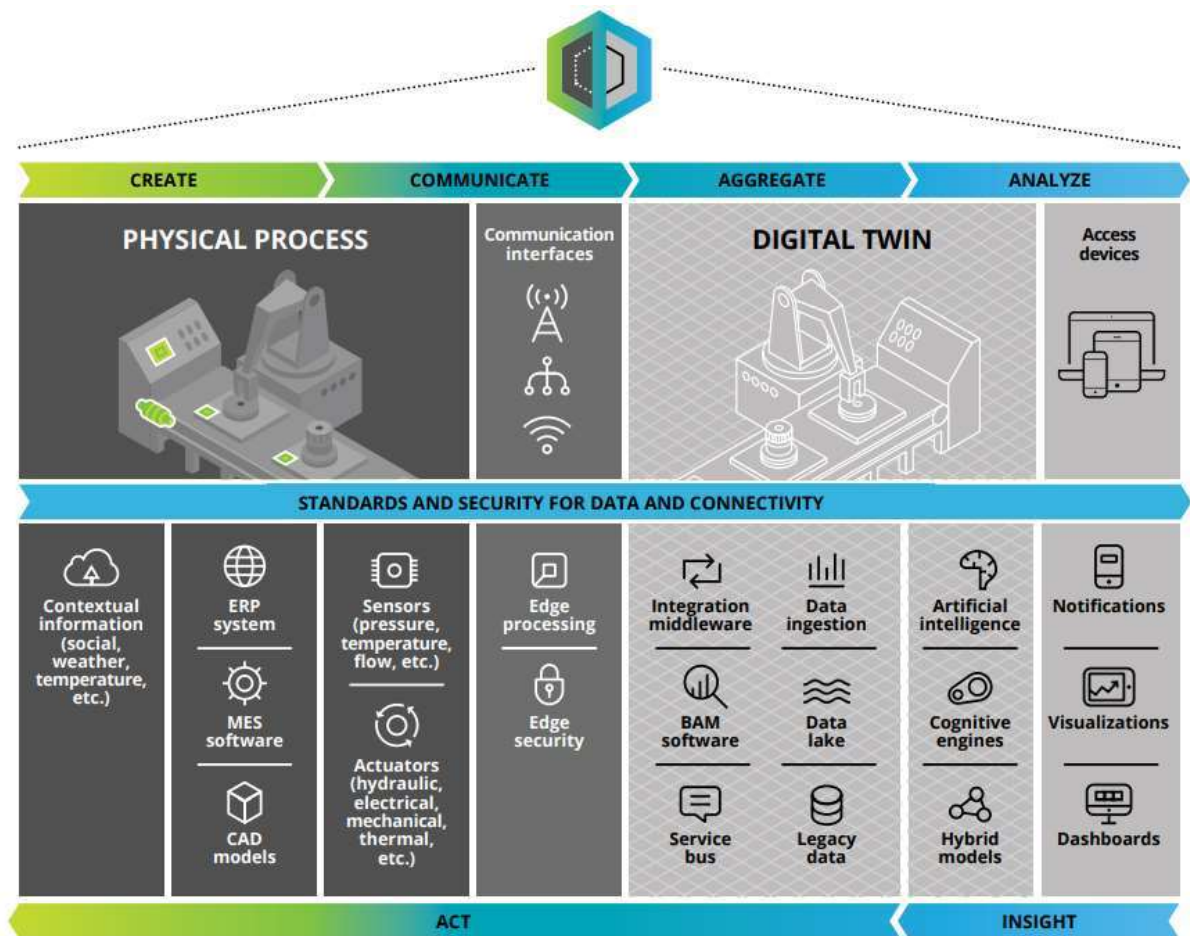 CREATE
COMMUNICATE
AGGREGATE
ANALYZE
PHYSICAL PROCESS
Communication
interfaces
DIGITAL TWIN
Access
devices
STANDARDS AND SECURITY FOR DATA AND CONNECTIVITY
Contextual
information
(social,
weather,
temperature,
etc.)
ERP
system
MES
software
CAD
models
Sensors
(pressure,
temperature,
flow, etc.)
Actuators
(hydraulic,
electrical,
mechanical,
thermal,
etc.)
Edge
processing
Edge
security
Integration
middleware
BAM
software
Service
bus
Data
ingestion
Data
lake
Legacy
data
Artificial
intelligence
Cognitive
engines
Hybrid
models
Notifications
Visualizations
Dashboards
ACT
INSIGHT